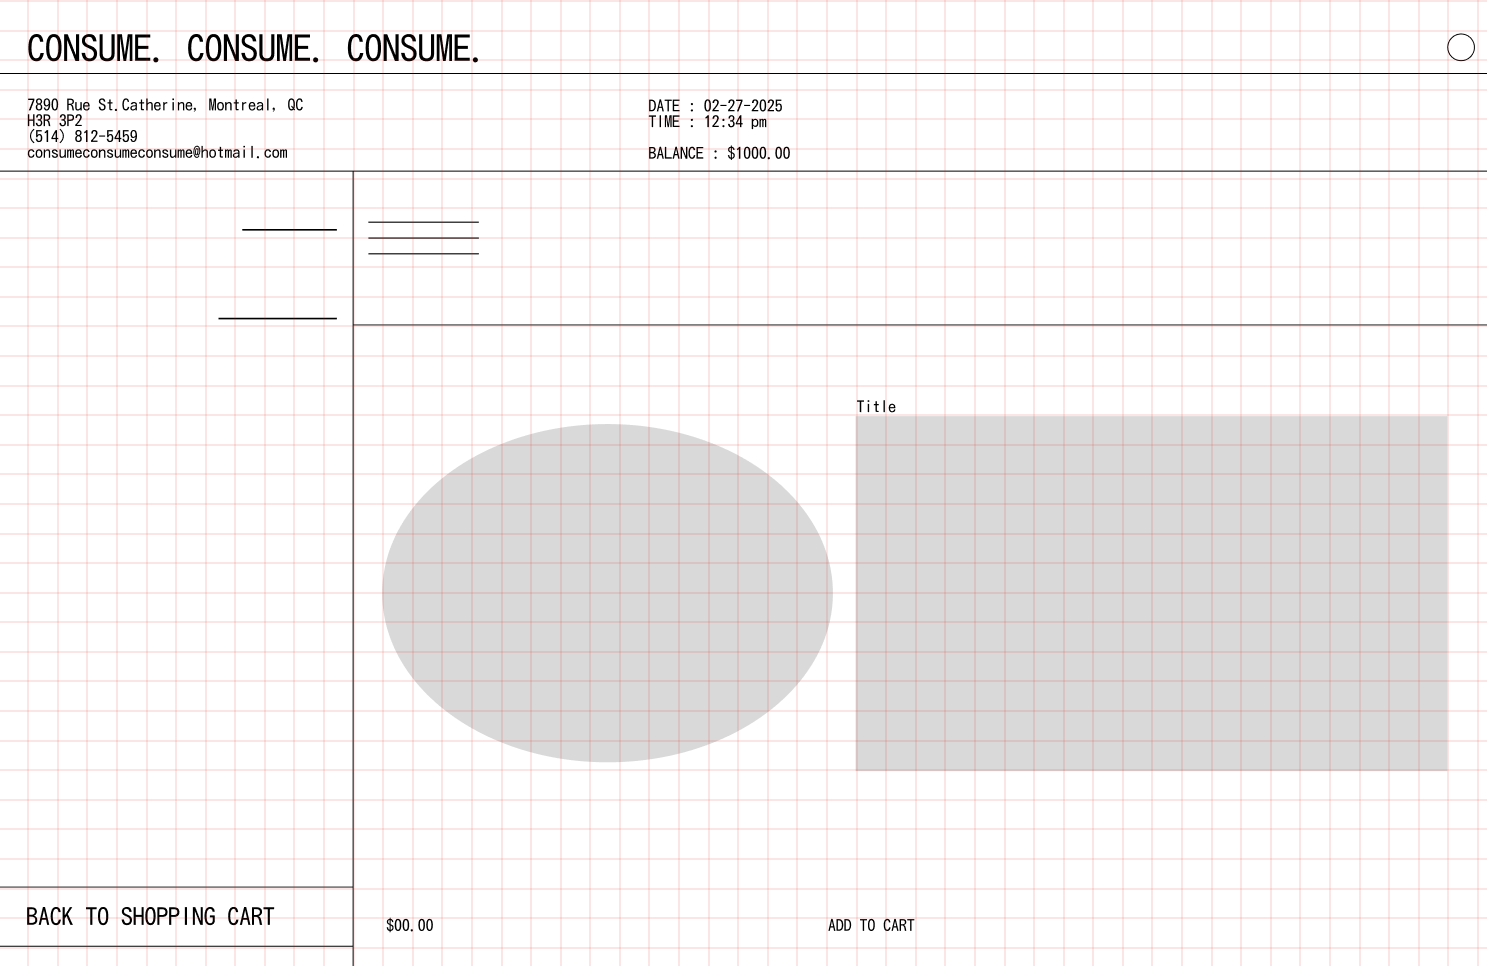 CONSUME. CONSUME. CONSUME.
7890 Rue St.Catherine, Montreal, QC
H3R 3P2
(514) 812-5459
consumeconsumeconsume@hotmail.com
DATE : 02-27-2025
TIME : 12:34 pm
BALANCE : $1000.00
Title
BACK TO SHOPPING CART
$00.00
ADD TO CART